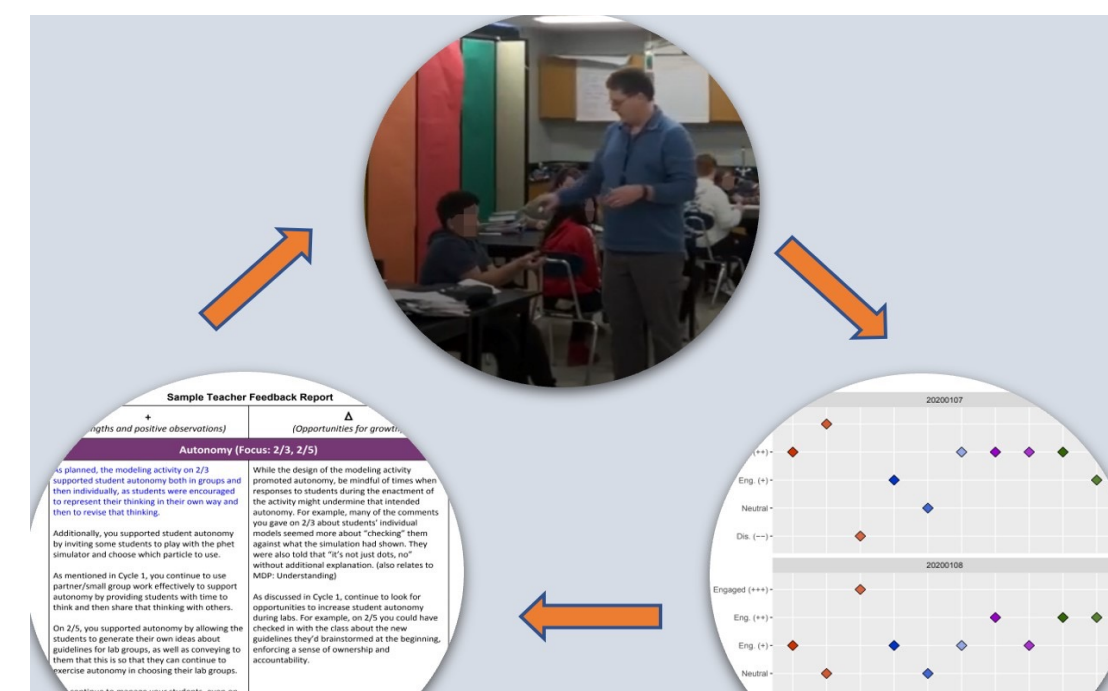 Sample Teacher Feedback Report
+
Δ
(Opportunities for
and positive observations)
Autonomy (Focus: 2/3, 2/5)
As planned, the modeling activity on 2/3
supported student autonomy both in groups and
then individually, as students were encouraged
to represent their thinking in their own way and
then to revise that thinking.
Additionally, you supported student autonomy
by inviting some students to play with the phet
simulator and choose which particle to use.
As mentioned in Cycle 1, you continue to use
partner/small group work effectively to support
autonomy by providing students with time to
think and then share that thinking with others.
On 2/5, you supported autonomy by allowing the
students to generate their own ideas about
guidelines for lab groups, as well as conveying to
them that this is so that they can continue to
exercise autonomy in choosing their lab groups.
While the design of the modeling activity
promoted autonomy, be mindful of times when
responses to students during the enactment of
the activity might undermine that intended
autonomy. For example, many of the comments
you gave on 2/3 about students' individual
models seemed more about "checking" them
against what the simulation had shown. They
were also told that "it's not just dots, no"
without additional explanation. (also relates to
MDP: Understanding)
As discussed in Cycle 1, continue to look for
opportunities to increase student autonomy
during labs. For example, on 2/5 you could have
checked in with the class about the new
guidelines they'd brainstormed at the beginning,
enforcing a sense of ownership and
accountability.
20200107
(++)
Eng. (+)
Neutral
Dis. (--)
20200108
Engaged (+++)
Eng. (++)
Eng. (+)
Neutral